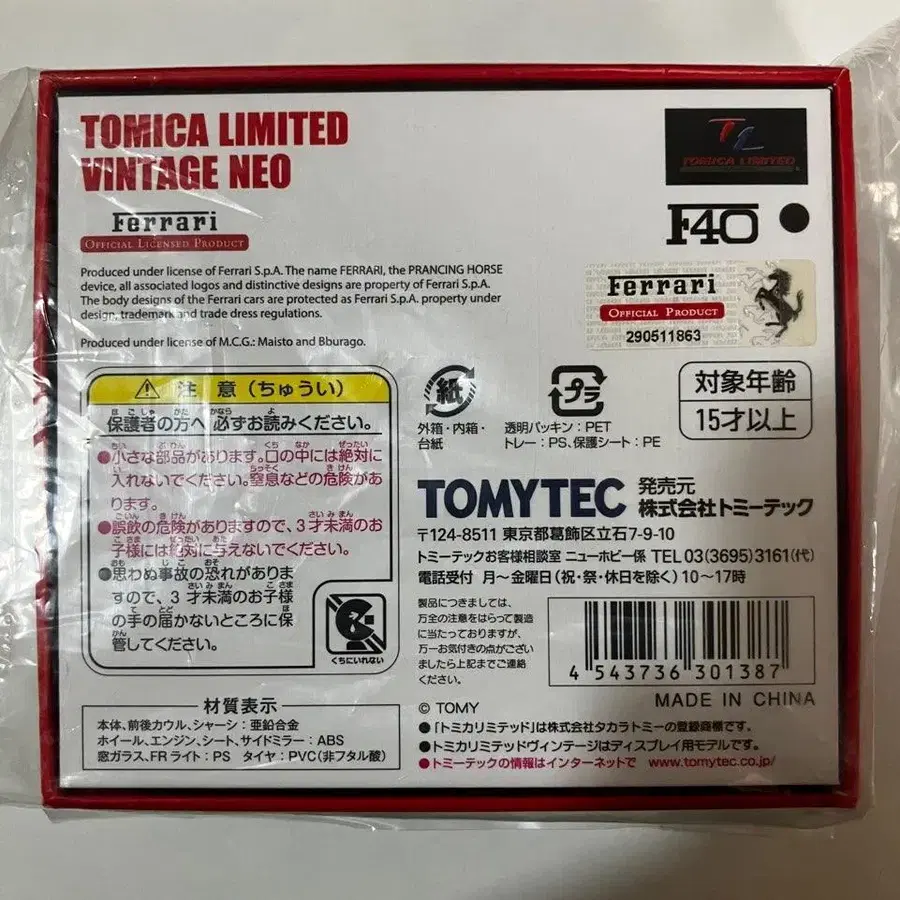 TOMICA LIMITED
VINTAGE NEO
TL
TOMICA LIMITED
Ferrari
OFFICIAL LICENSED PRODUCT
F40
Produced under license of Ferrari S.p.A. The name FERRARI, the PRANCING HORSE
device, all associated logos and distinctive designs are property of Ferrari S.p.A.
The body designs of the Ferrari cars are protected as Ferrari S.p.A. property under
design, trademark and trade dress regulations.
Produced under license of M.C.G.: Maisto and Bburago.
Ferrari
OFFICIAL PRODUCT
290511863
注意（ちゅうい）
保護者の方へ 必ずお読みください。
●小さな部品があります。口の中には絶対に
入れないでください。窒息などの危険があ
ります。
●誤飲の危険がありますので、3才未満のお
子様には絶対に与えないでください。
●思わぬ事故の恐れがありま
すので、3才未満のお子様
の手の届かないところに保
管してください。
くちにいれない
紙
外箱・内箱・
台紙
プラ
透明パッキン：PET
トレー：PS、保護シート：PE
対象年齢
15才以上
TOMYTEC 発売元
株式会社トミーテック
〒124-8511 東京都葛飾区立石7-9-10
トミーテックお客様相談室 ニューホビー係 TEL 03(3695)3161(代)
電話受付 月～金曜日(祝・祭・休日を除く) 10～17時
製品につきましては、
万全の注意をはらって製造
に当たっておりますが、
万一お気付きの点がござい
ましたら上記までご連絡
ください。
4 543736 301387
MADE IN CHINA
材質表示
本体、前後カウル、シャーシ：亜鉛合金
ホイール、エンジン、シート、サイドミラー：ABS
窓ガラス、FRライト：PS タイヤ：PVC(非フタル酸)
© TOMY
●「トミカリミテッド」は株式会社タカラトミーの登録商標です。
●トミカリミテッドヴィンテージはディスプレイ用モデルです。
●トミーテックの情報はインターネットで www.tomytec.co.jp/